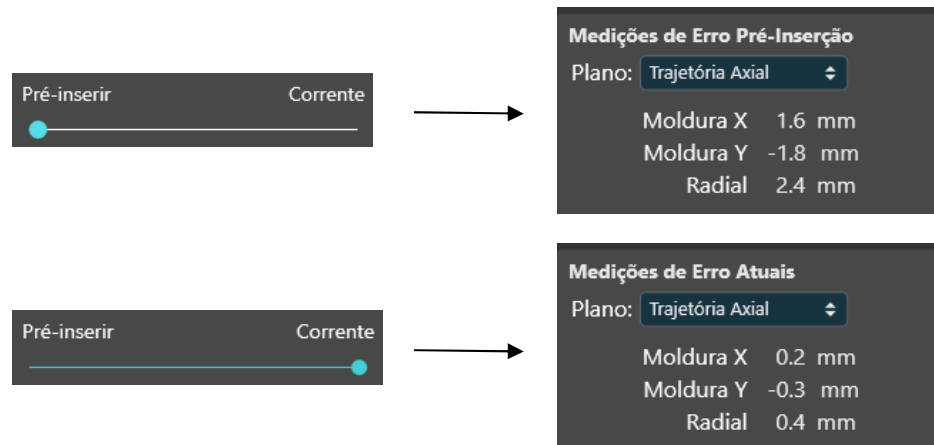 Pré-inserir Corrente
Medições de Erro Pré-Inserção
Plano: Trajetória Axial
Moldura X 1.6 mm
Moldura Y -1.8 mm
Radial 2.4 mm
Pré-inserir Corrente
Medições de Erro Atuais
Plano: Trajetória Axial
Moldura X 0.2 mm
Moldura Y -0.3 mm
Radial 0.4 mm